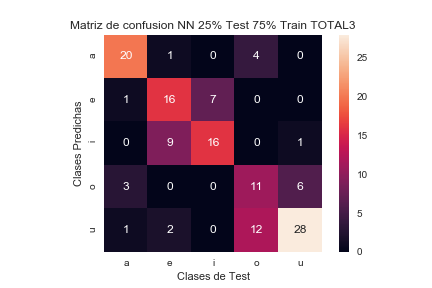 Matriz de confusion NN 25% Test 75% Train TOTAL3
Clases Predichas
a 20 1 0 4 0
e 1 16 7 0 0
i 0 9 16 0 1
o 3 0 0 11 6
u 1 2 0 12 28
a e i o u
Clases de Test
25
20
15
10
5
0